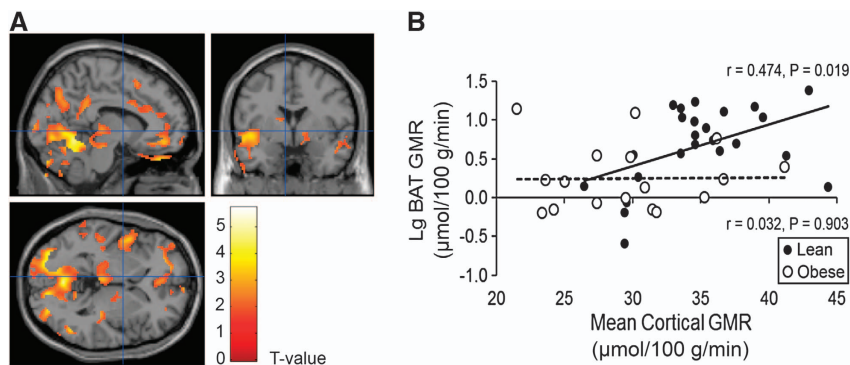 A
5
4
3
2
1
0
T-value
B
r = 0.474, P = 0.019
1.5
1.0
0.5
0.0
-0.5
-1.0
Lg BAT GMR
(μmol/100 g/min)
r = 0.032, P = 0.903
Lean
Obese
20 25 30 35 40 45
Mean Cortical GMR
(μmol/100 g/min)